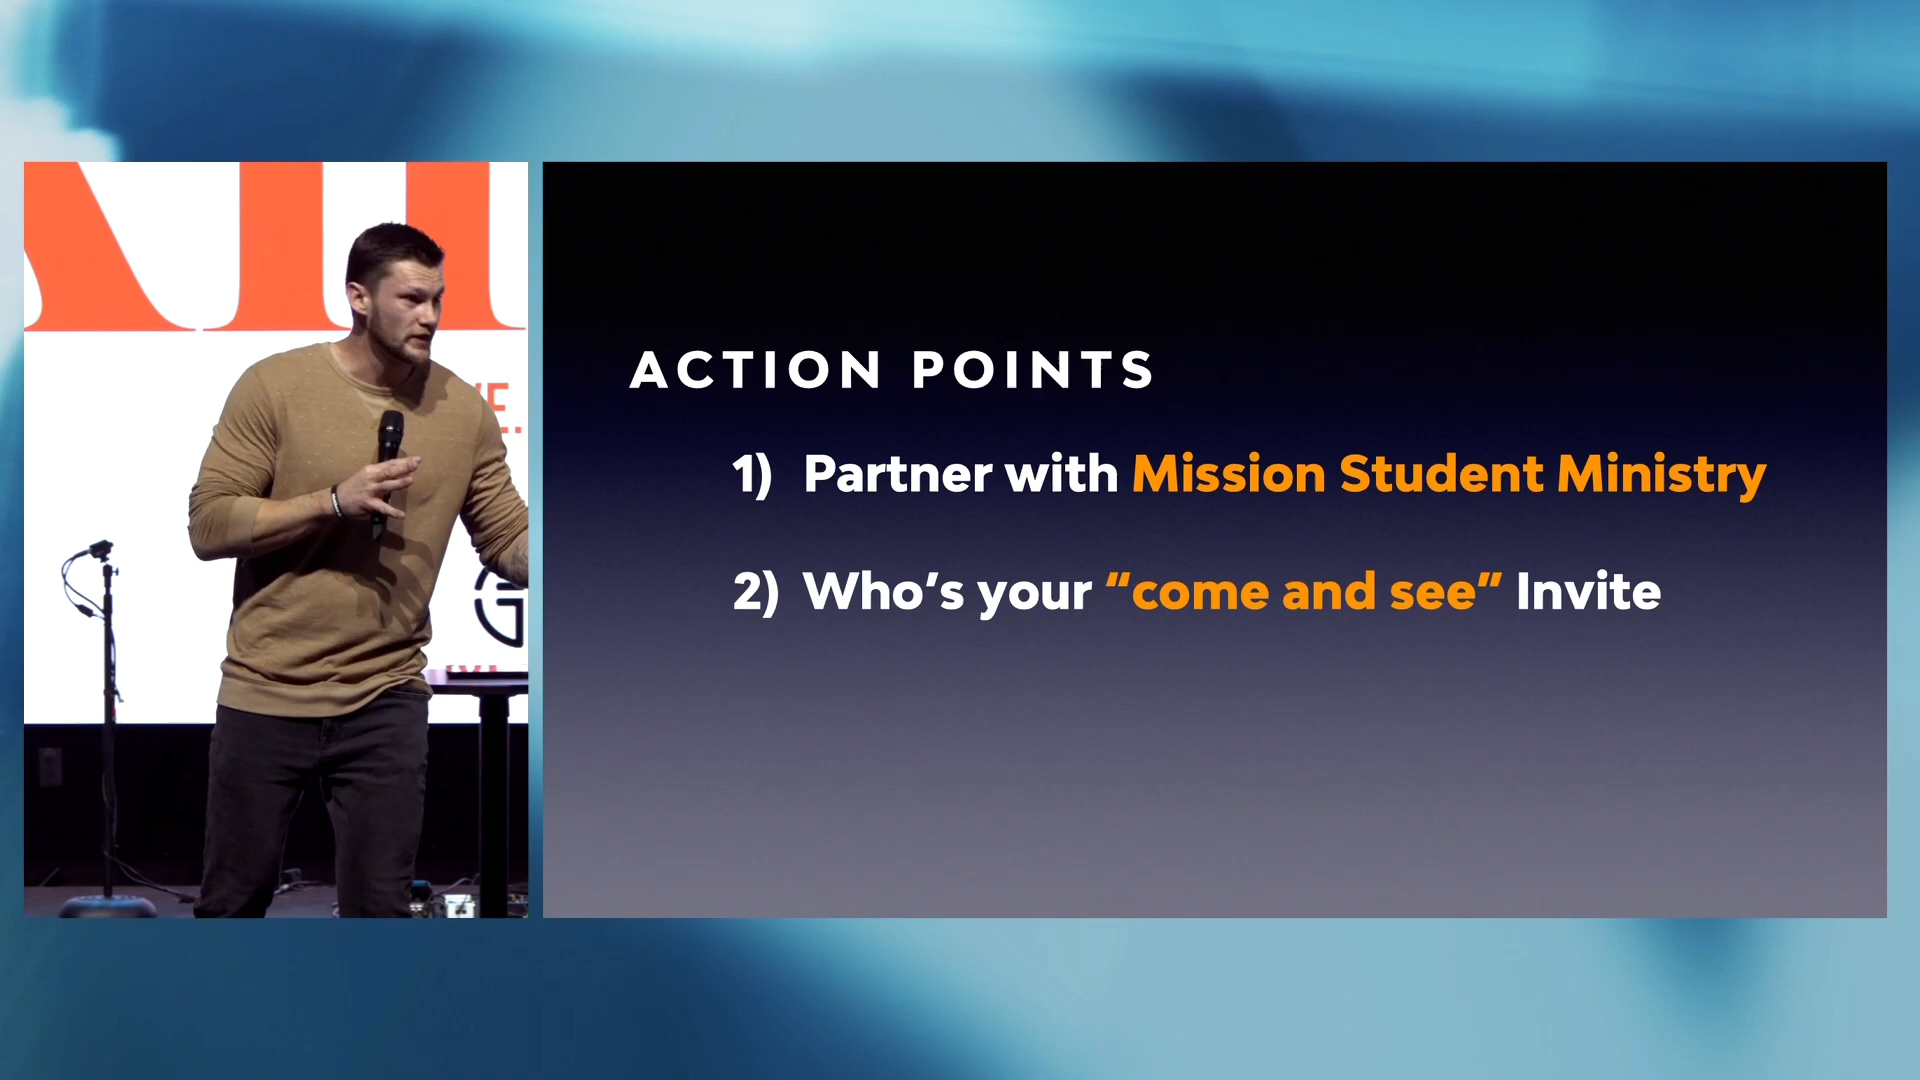 ACTION POINTS
1) Partner with Mission Student Ministry
2) Who’s your “come and see” Invite